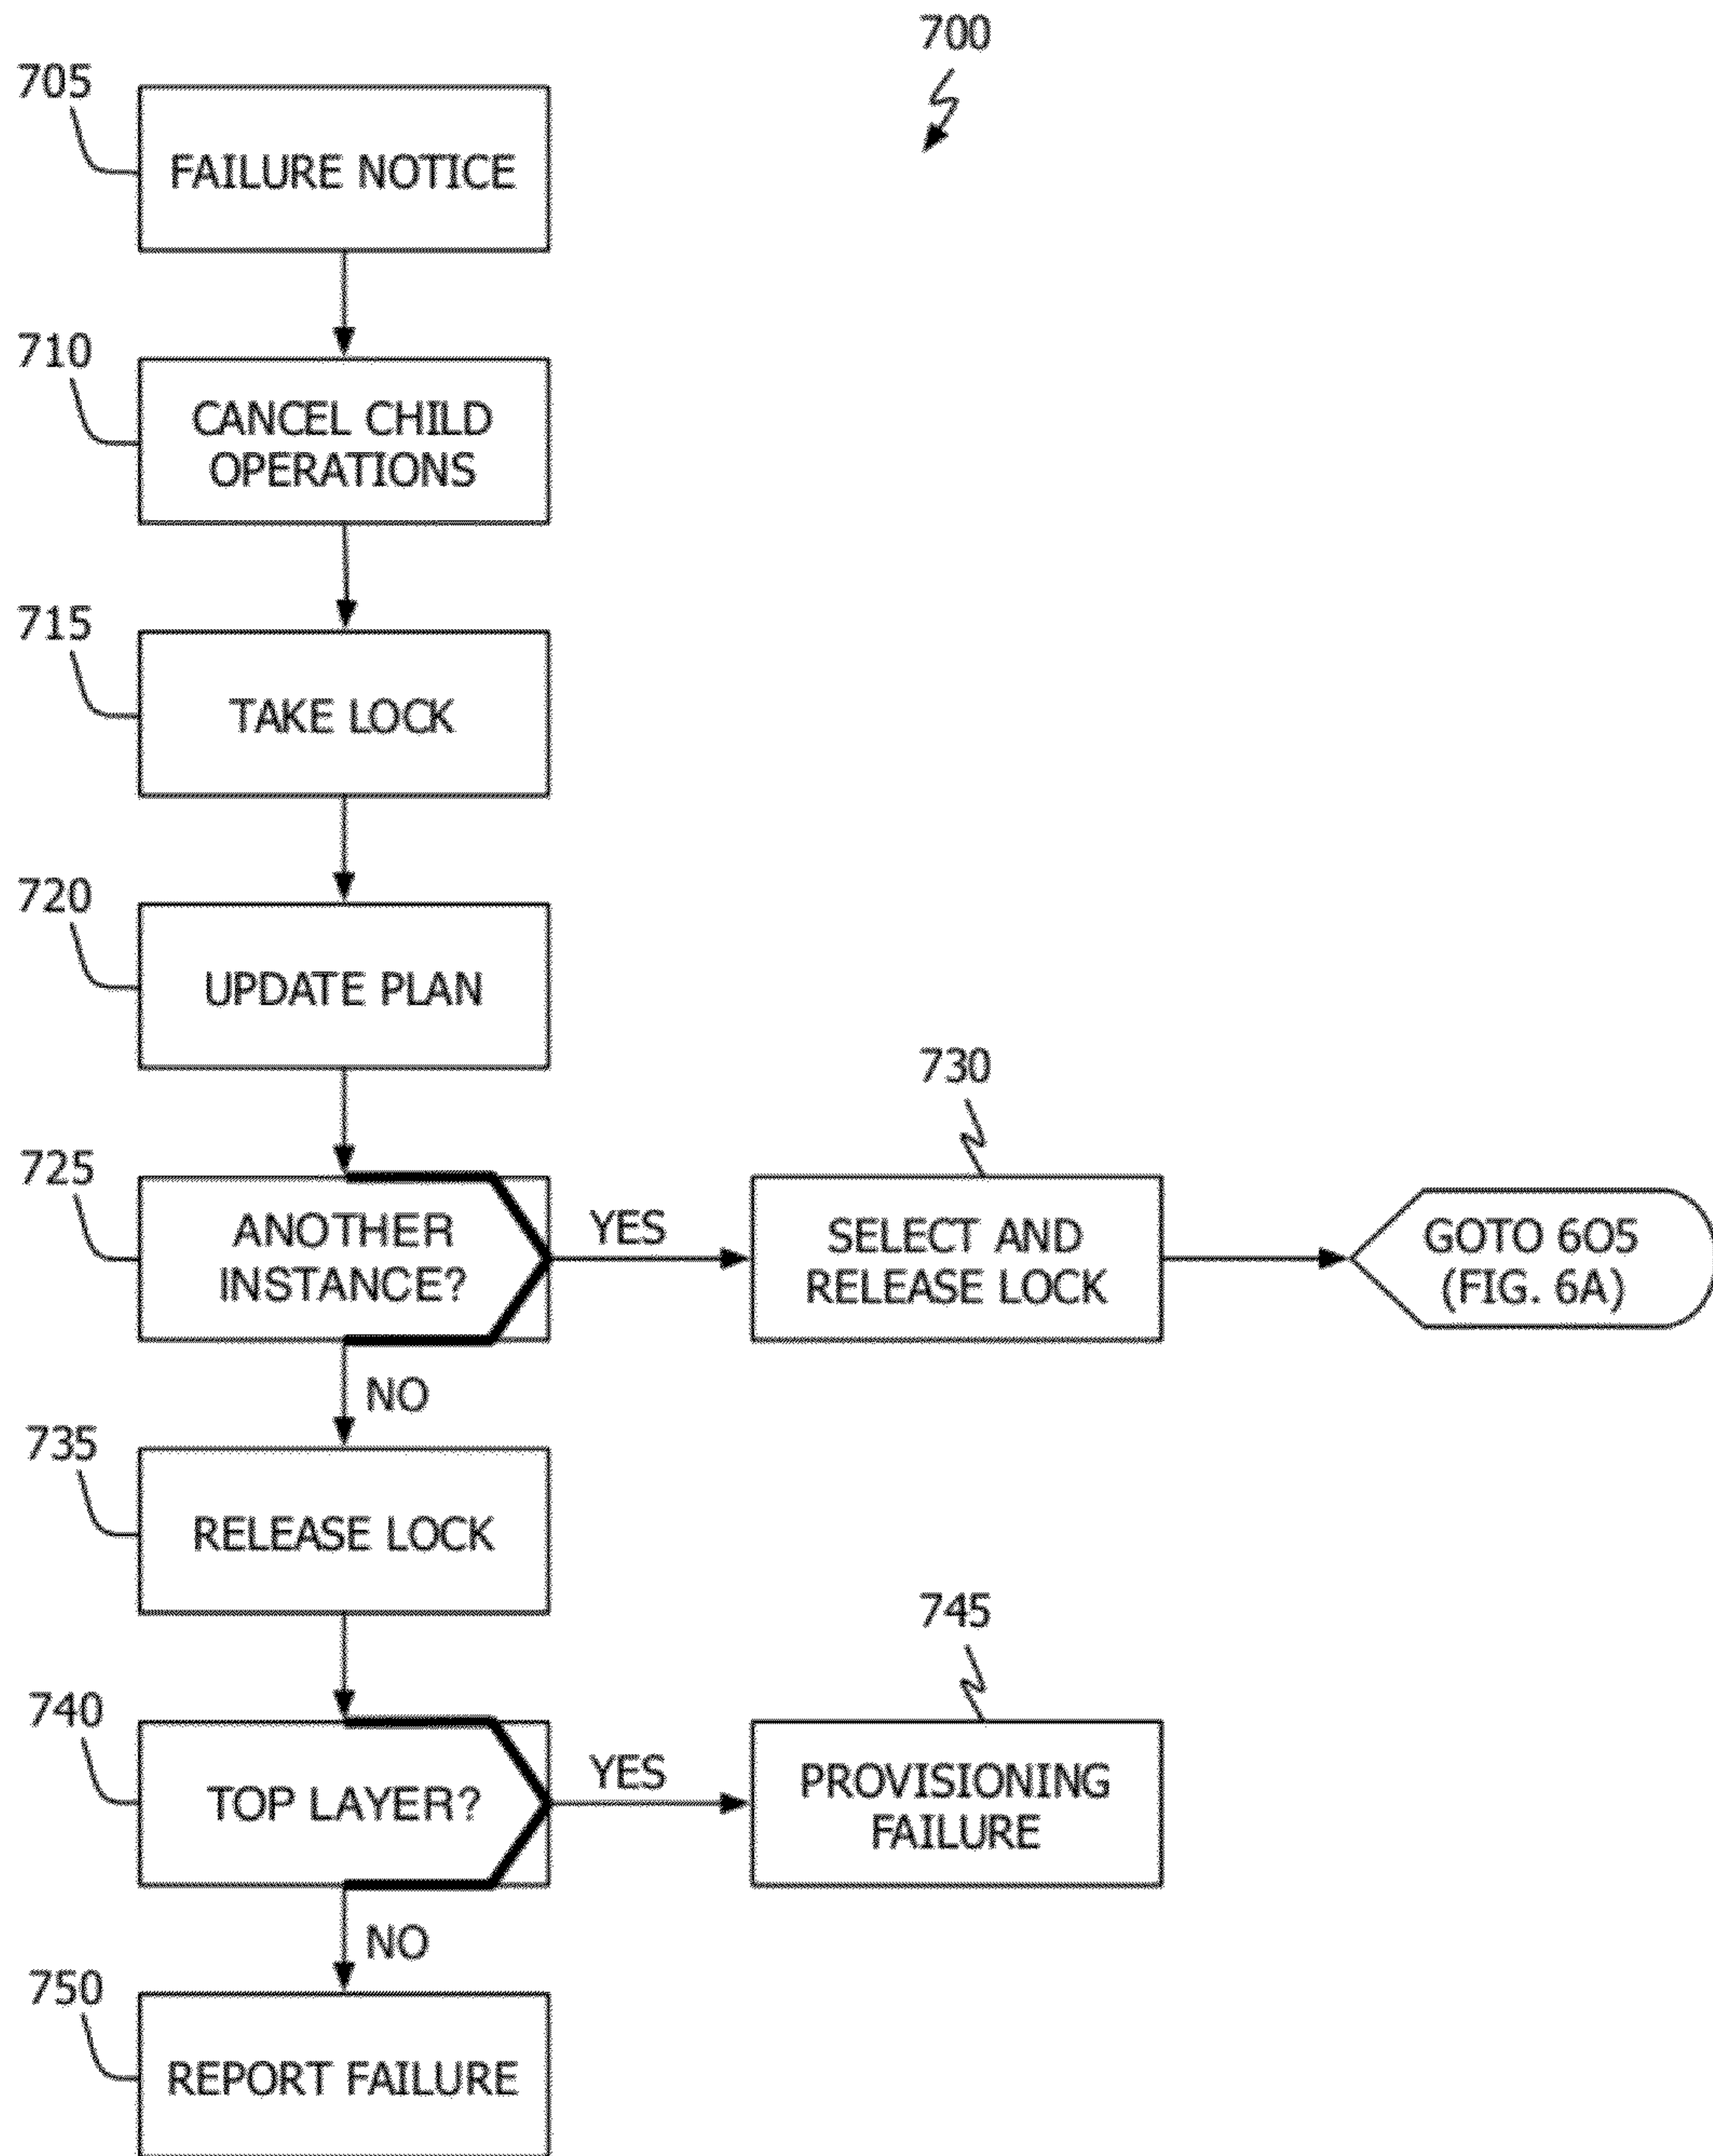 700
705
FAILURE NOTICE
710
CANCEL CHILD
OPERATIONS
715
TAKE LOCK
720
UPDATE PLAN
725
ANOTHER
INSTANCE?
YES
730
SELECT AND
RELEASE LOCK
GOTO 605
(FIG. 6A)
NO
735
RELEASE LOCK
740
TOP LAYER?
YES
745
PROVISIONING
FAILURE
NO
750
REPORT FAILURE